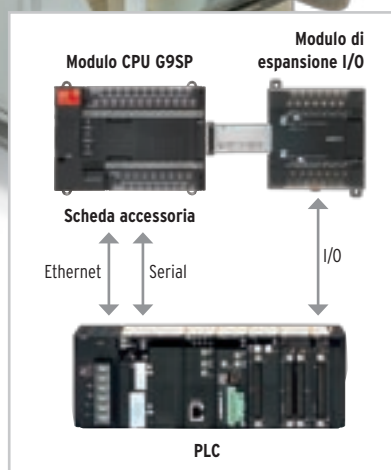 Modulo CPU G9SP
Modulo di
espansione I/O
Scheda accessoria
Ethernet
Serial
I/O
PLC